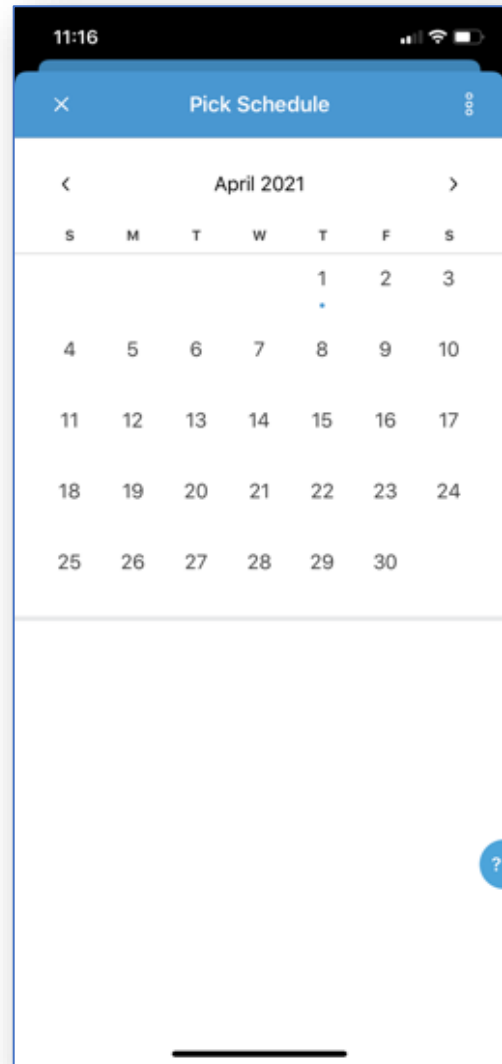 11:16
Pick Schedule
April 2021
S M T W T F S
1 2 3
4 5 6 7 8 9 10
11 12 13 14 15 16 17
18 19 20 21 22 23 24
25 26 27 28 29 30
?